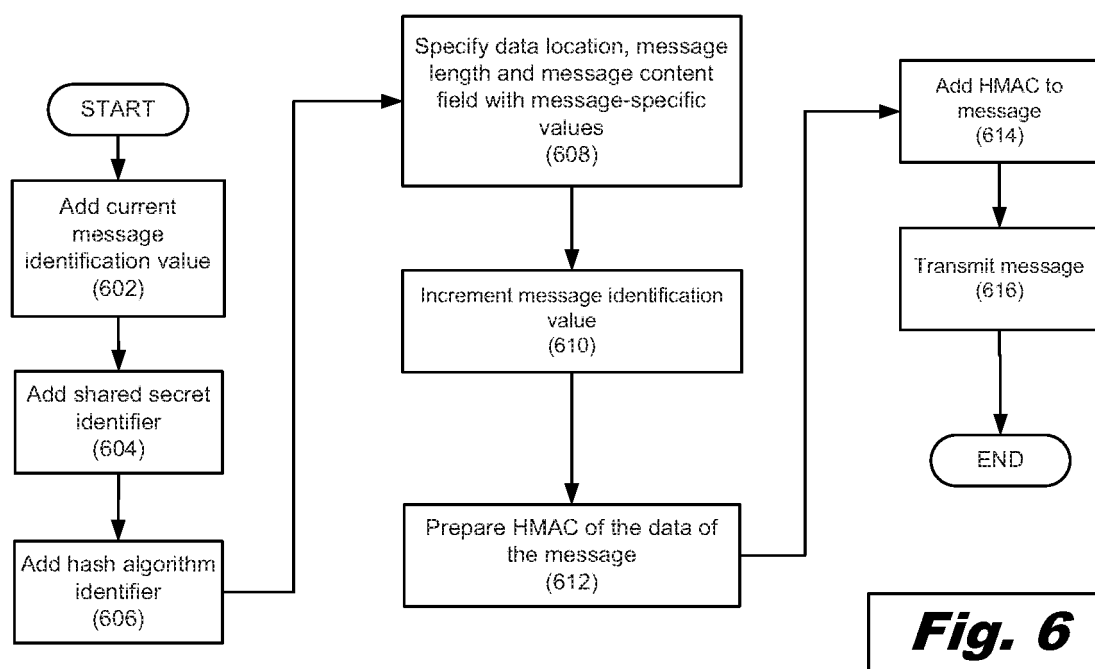 START
Add current
message
identification value
(602)
Add shared secret
identifier
(604)
Add hash algorithm
identifier
(606)
Specify data location, message
length and message content
field with message-specific
values
(608)
Increment message identification
value
(610)
Prepare HMAC of the data of
the message
(612)
Add HMAC to
message
(614)
Transmit message
(616)
END
Fig. 6